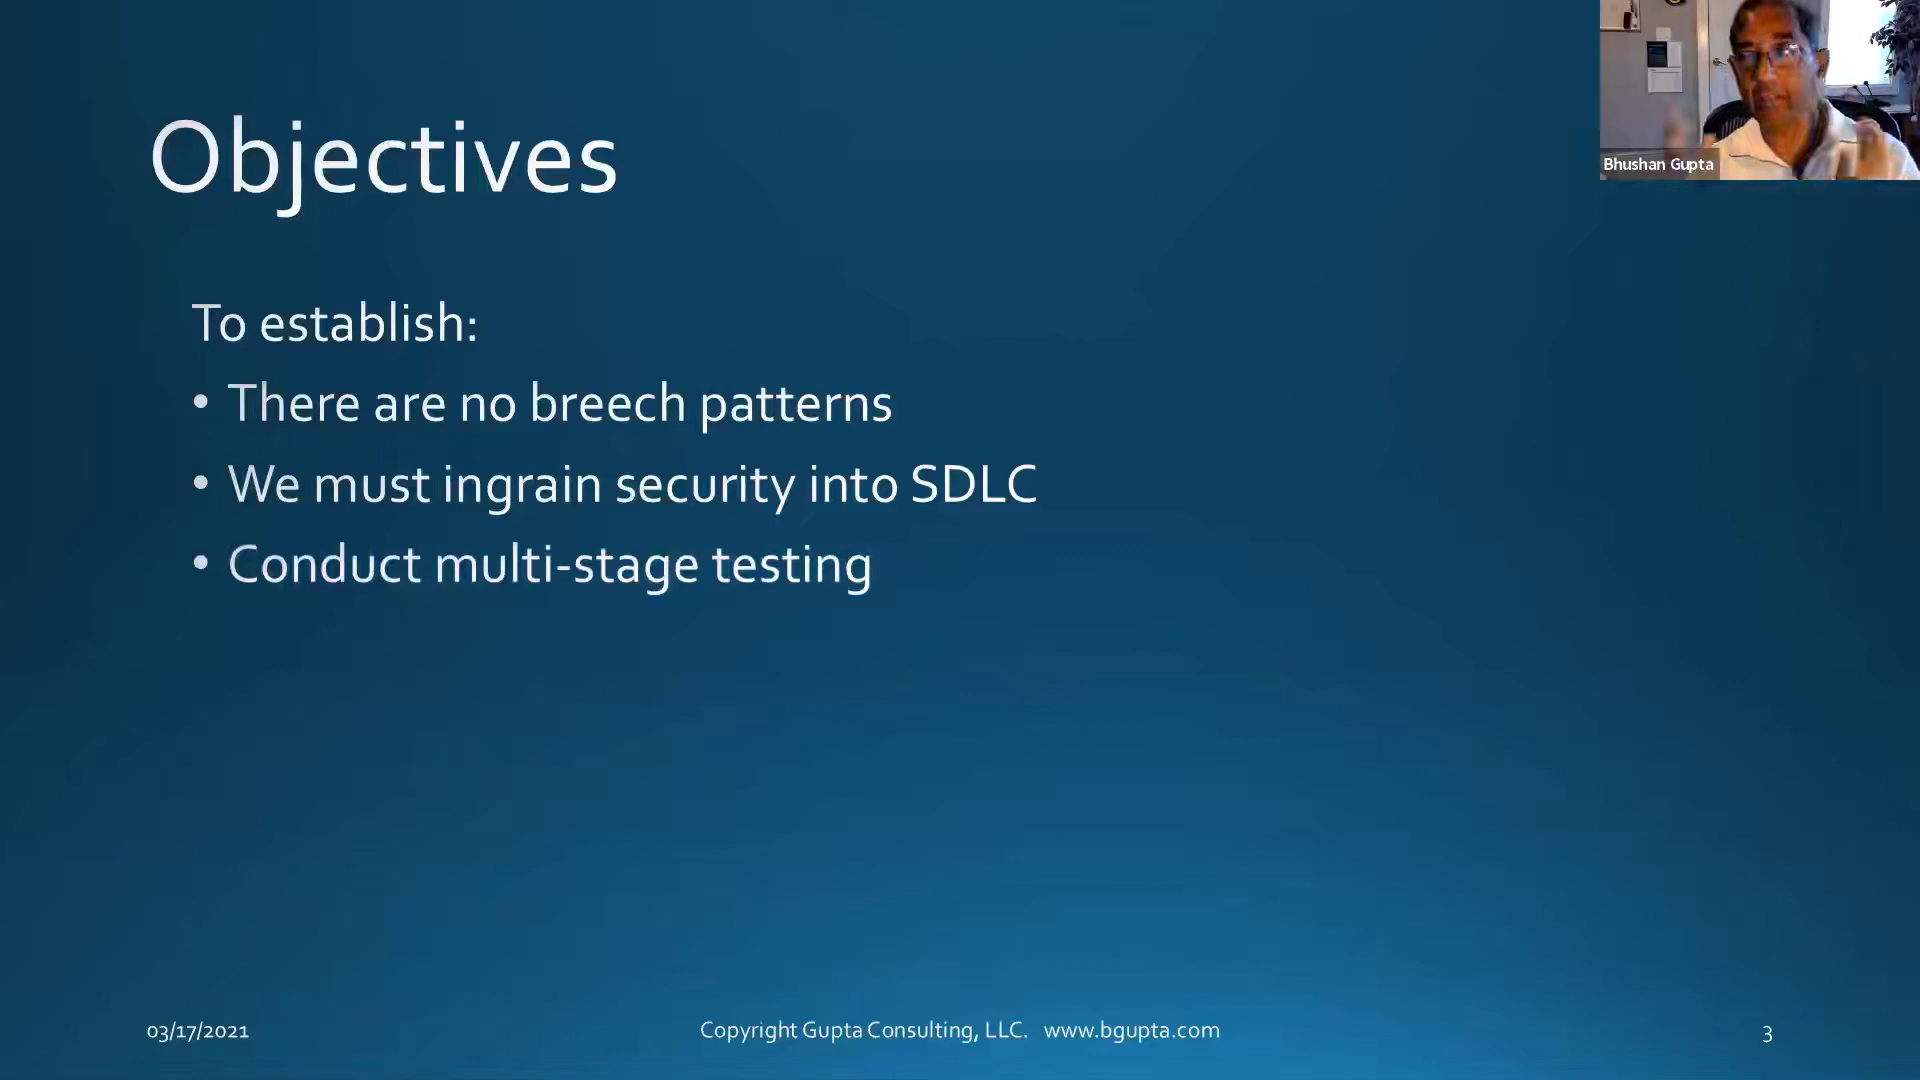 Objectives
Bhushan Gupta
To establish:
• There are no breech patterns
• We must ingrain security into SDLC
• Conduct multi-stage testing
03/17/2021
Copyright Gupta Consulting, LLC. www.bgupta.com
3